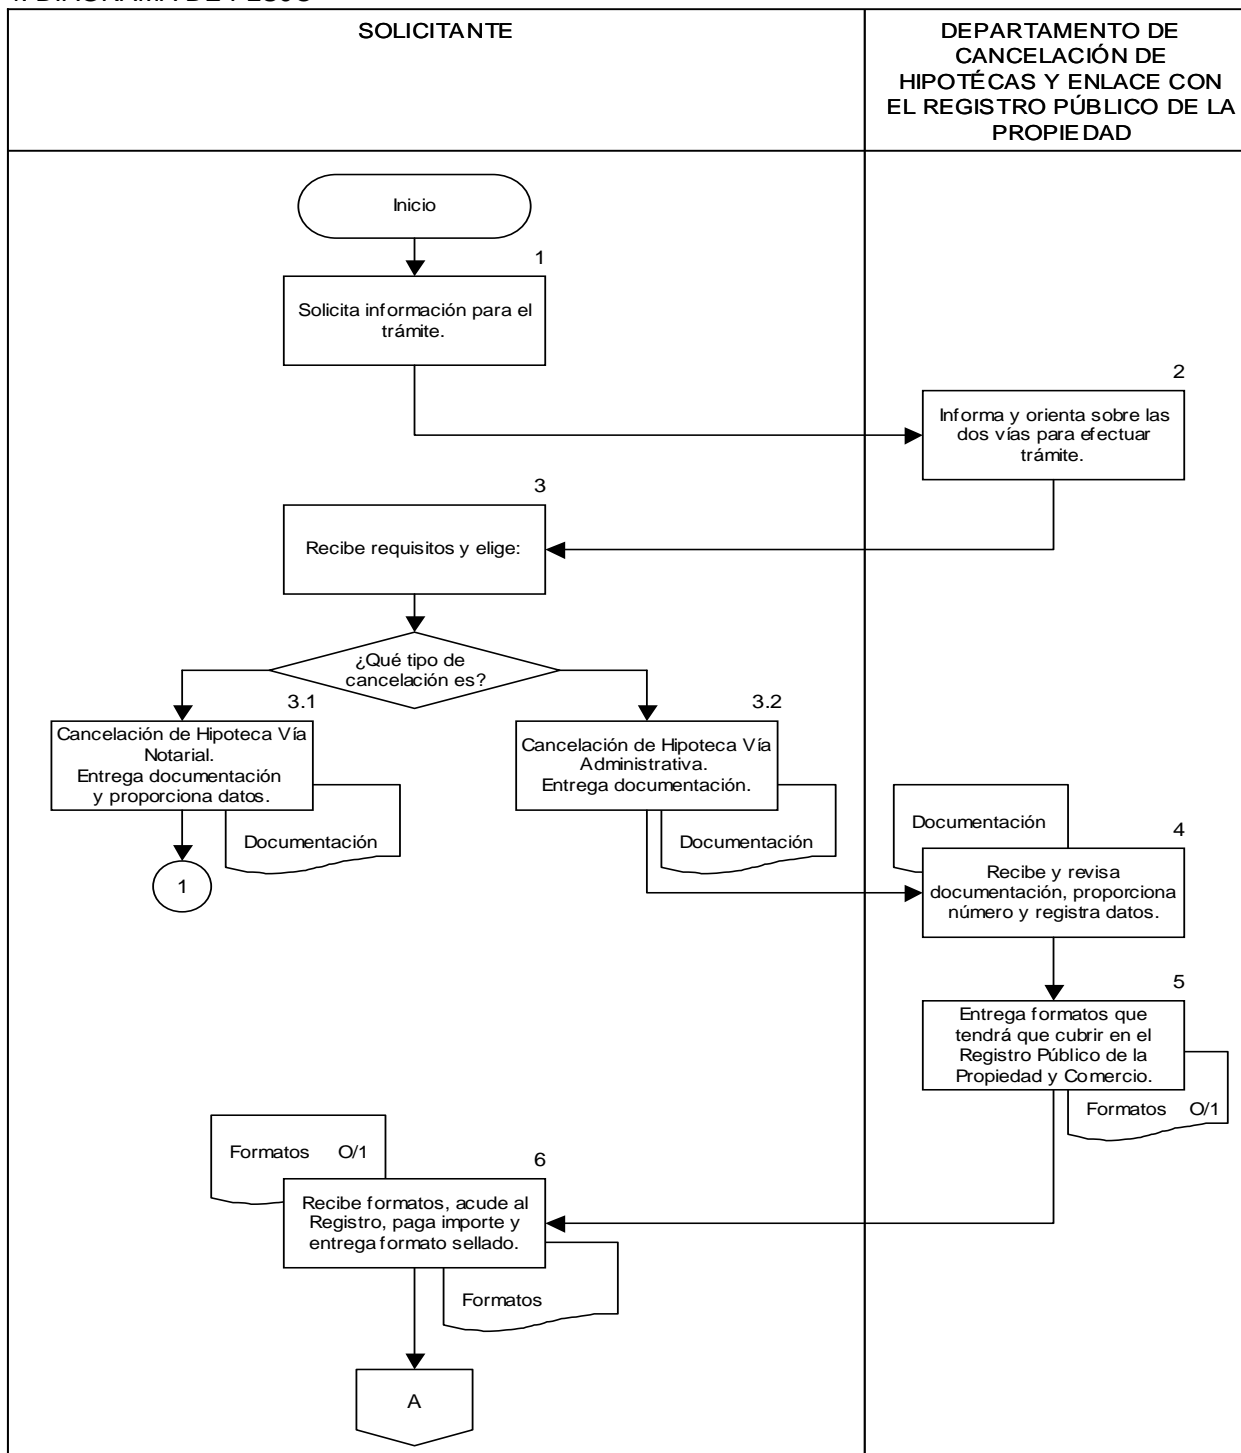 SOLICITANTE
DEPARTAMENTO DE
CANCELACIÓN DE
HIPOTÉCAS Y ENLACE CON
EL REGISTRO PÚBLICO DE LA
PROPIEDAD
Inicio
1
Solicita información para el
trámite.
2
Informa y orienta sobre las
dos vías para efectuar
trámite.
3
Recibe requisitos y elige:
¿Qué tipo de
cancelación es?
3.1
Cancelación de Hipoteca Vía
Notarial.
Entrega documentación
y proporciona datos.
Documentación
1
3.2
Cancelación de Hipoteca Vía
Administrativa.
Entrega documentación.
Documentación
Documentación
4
Recibe y revisa
documentación, proporciona
número y registra datos.
5
Entrega formatos que
tendrá que cubrir en el
Registro Público de la
Propiedad y Comercio.
Formatos O/1
Formatos O/1
6
Recibe formatos, acude al
Registro, paga importe y
entrega formato sellado.
Formatos
A